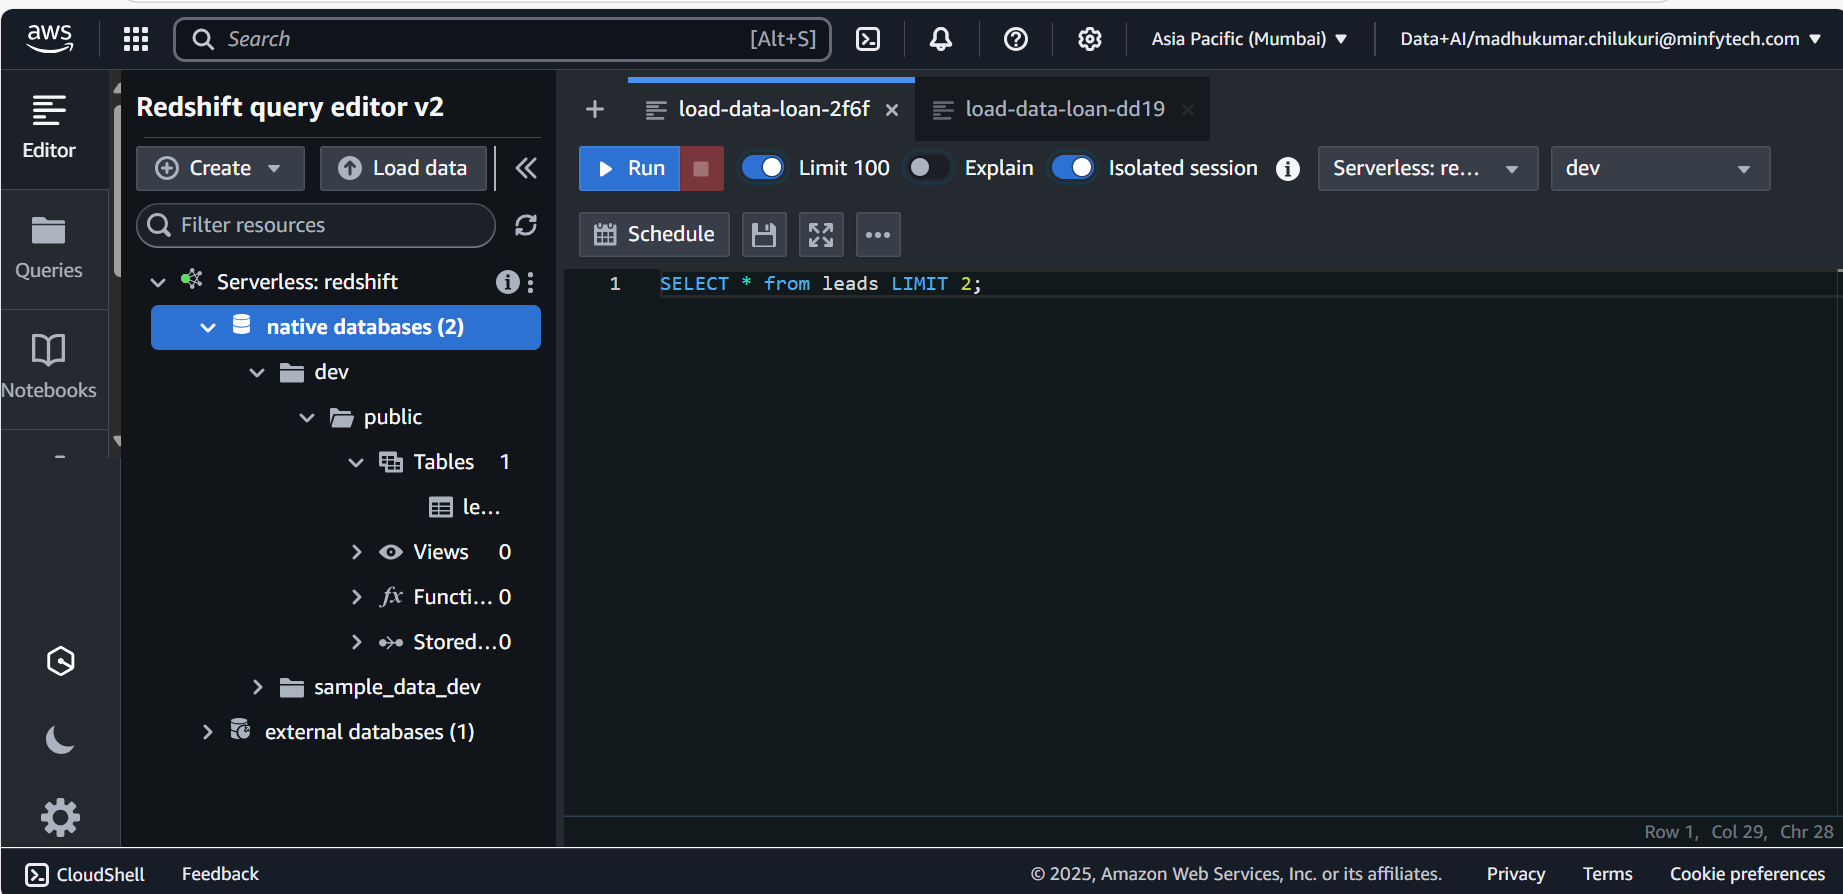 aws
Search [Alt+S]
Asia Pacific (Mumbai)
Data+AI/madhukumar.chilukuri@minfytech.com
Editor
Queries
Notebooks
Redshift query editor v2
Create
Load data
Filter resources
Serverless: redshift
native databases (2)
dev
public
Tables 1
le...
Views 0
fx Functi... 0
Stored...0
sample_data_dev
external databases (1)
load-data-loan-2f6f
load-data-loan-dd19
Run
Limit 100
Explain
Isolated session
Serverless: re...
dev
Schedule
1 SELECT * from leads LIMIT 2;
Row 1, Col 29, Chr 28
CloudShell
Feedback
© 2025, Amazon Web Services, Inc. or its affiliates.
Privacy
Terms
Cookie preferences